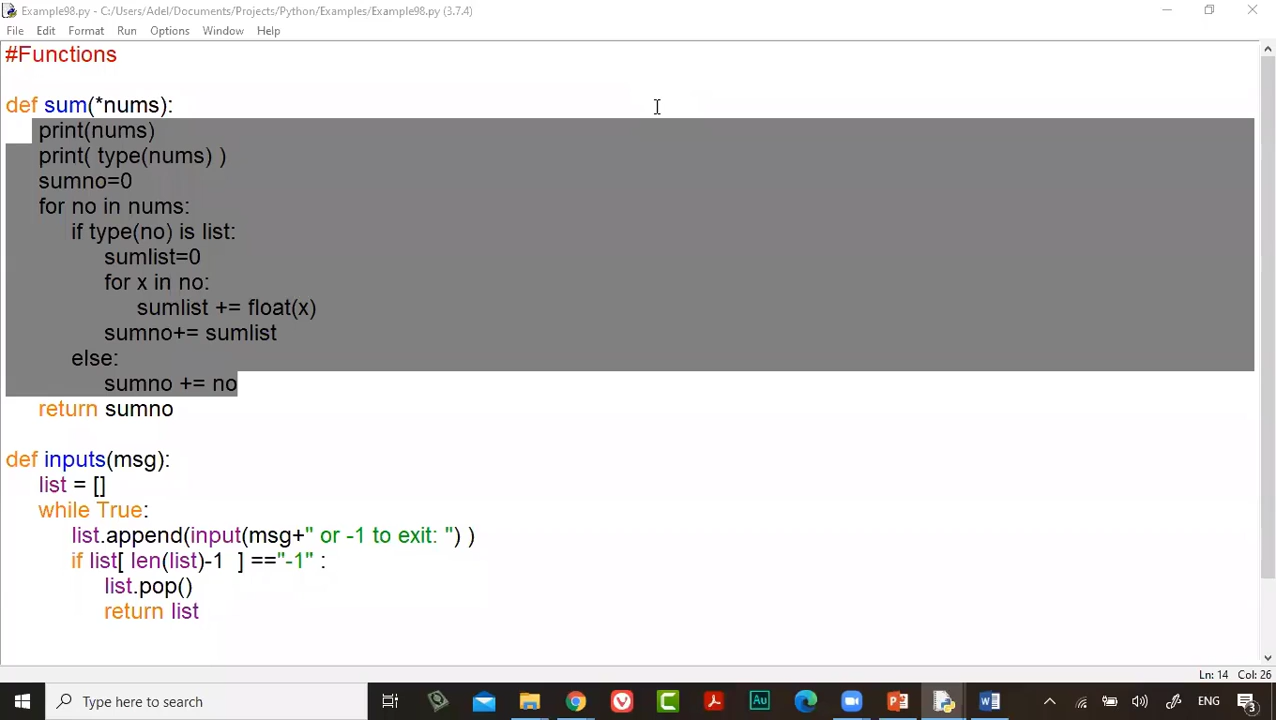 Example98.py - C:/Users/Adel/Documents/Projects/Python/Examples/Example98.py (3.7.4)
File Edit Format Run Options Window Help
#Functions
def sum(*nums):
    print(nums)
    print( type(nums) )
    sumno=0
    for no in nums:
        if type(no) is list:
            sumlist=0
            for x in no:
                sumlist += float(x)
            sumno+= sumlist
        else:
            sumno += no
    return sumno
def inputs(msg):
    list = []
    while True:
        list.append(input(msg+" or -1 to exit: ") )
        if list[ len(list)-1  ] =="-1" :
            list.pop()
            return list
Ln: 14 Col: 26
Type here to search
Au
P
W
ENG
3